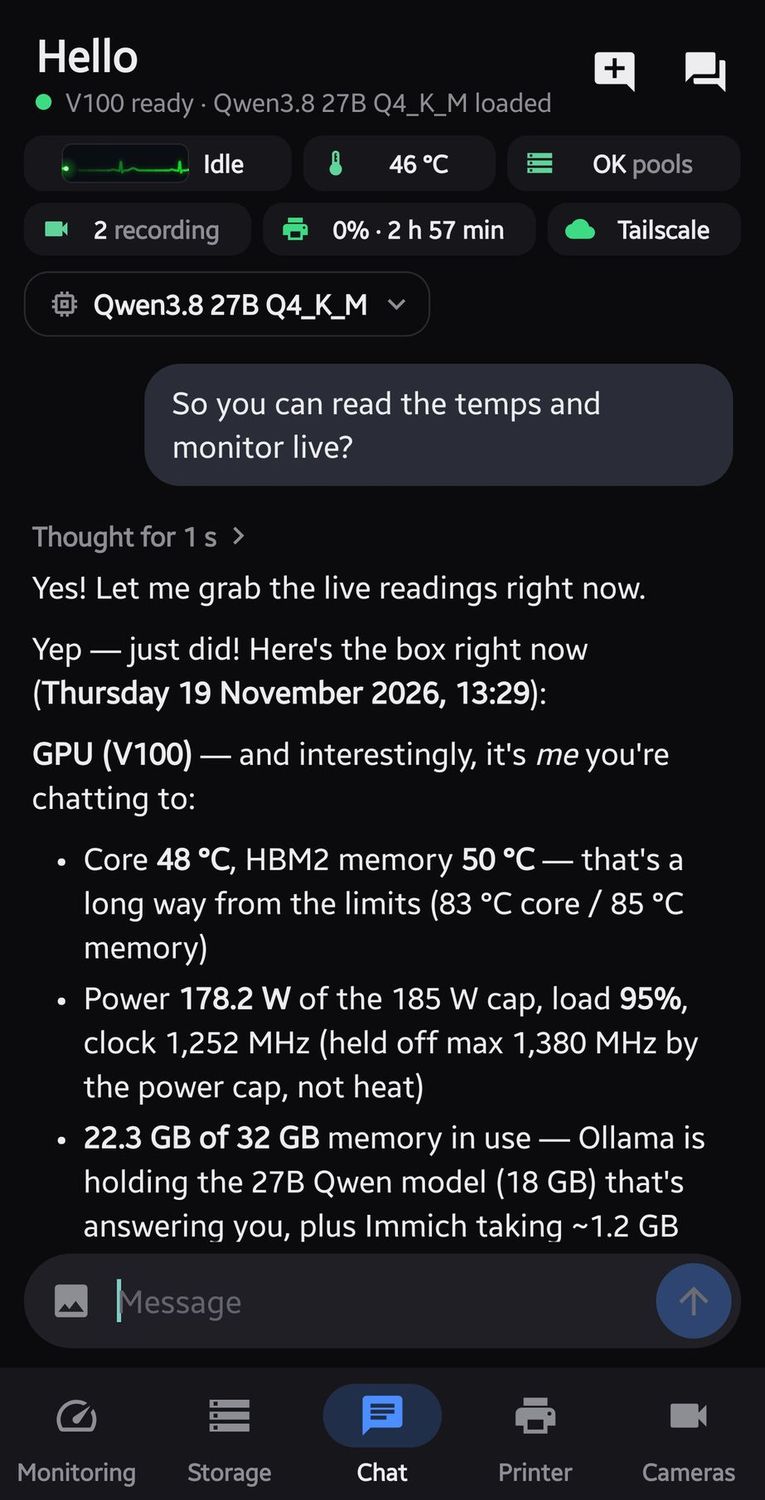 Hello
V100 ready · Qwen3.8 27B Q4_K_M loaded
Idle
46 °C
OK pools
2 recording
0% · 2 h 57 min
Tailscale
Qwen3.8 27B Q4_K_M
So you can read the temps and
monitor live?
Thought for 1 s
Yes! Let me grab the live readings right now.
Yep — just did! Here's the box right now
(Thursday 19 November 2026, 13:29):
GPU (V100) — and interestingly, it's me you're
chatting to:
• Core 48 °C, HBM2 memory 50 °C — that's a
long way from the limits (83 °C core / 85 °C
memory)
• Power 178.2 W of the 185 W cap, load 95%,
clock 1,252 MHz (held off max 1,380 MHz by
the power cap, not heat)
• 22.3 GB of 32 GB memory in use — Ollama is
holding the 27B Qwen model (18 GB) that's
answering you, plus Immich taking ~1.2 GB
Message
Monitoring
Storage
Chat
Printer
Cameras